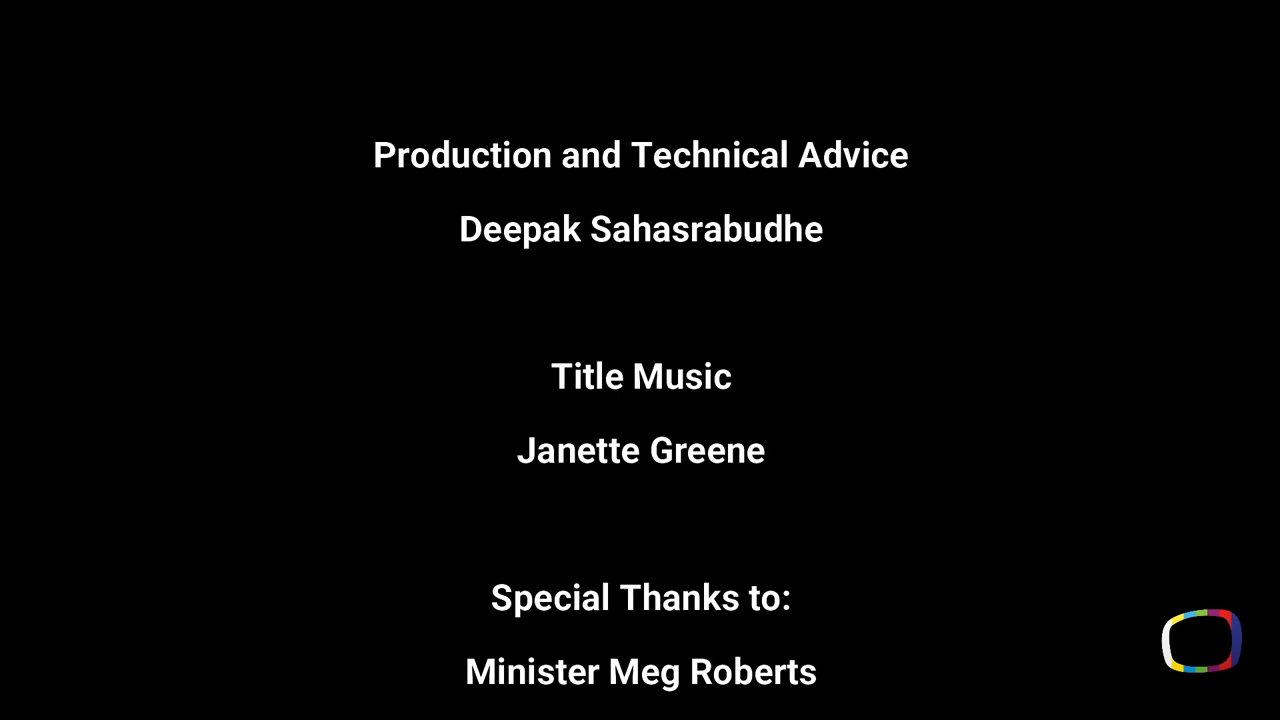 Production and Technical Advice
Deepak Sahasrabudhe
Title Music
Janette Greene
Special Thanks to:
Minister Meg Roberts